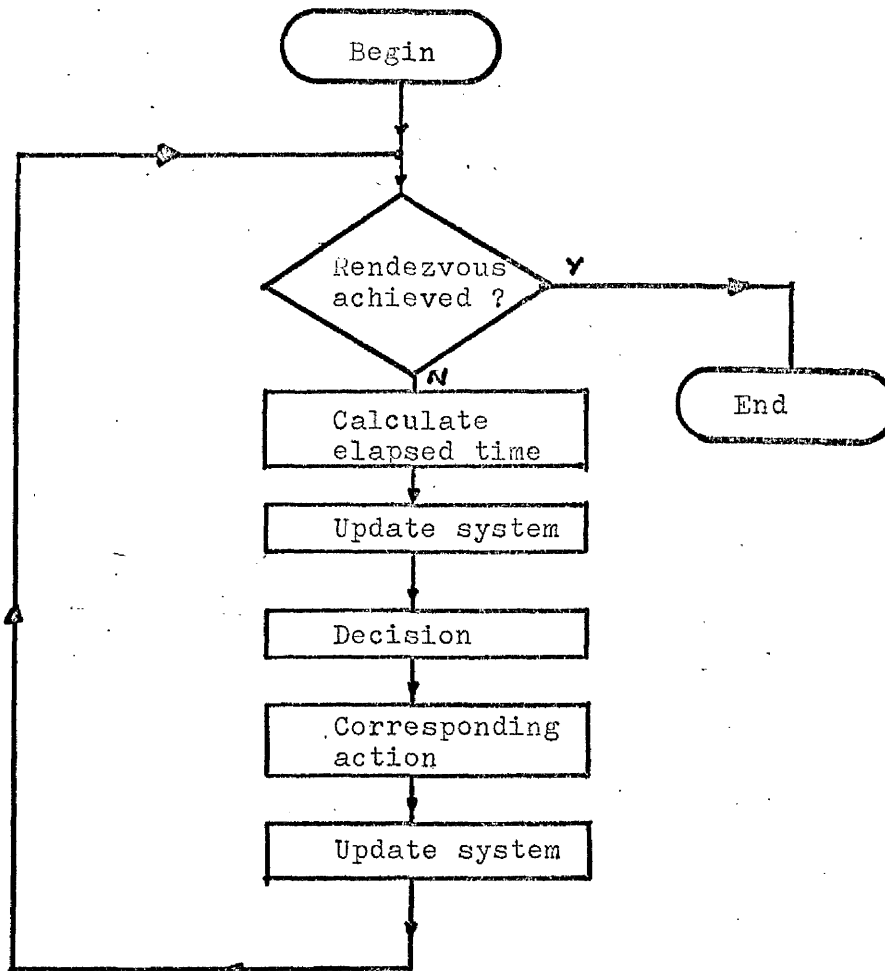 Begin
Rendezvous
achieved ?
Y
N
End
Calculate
elapsed time
Update system
Decision
Corresponding
action
Update system